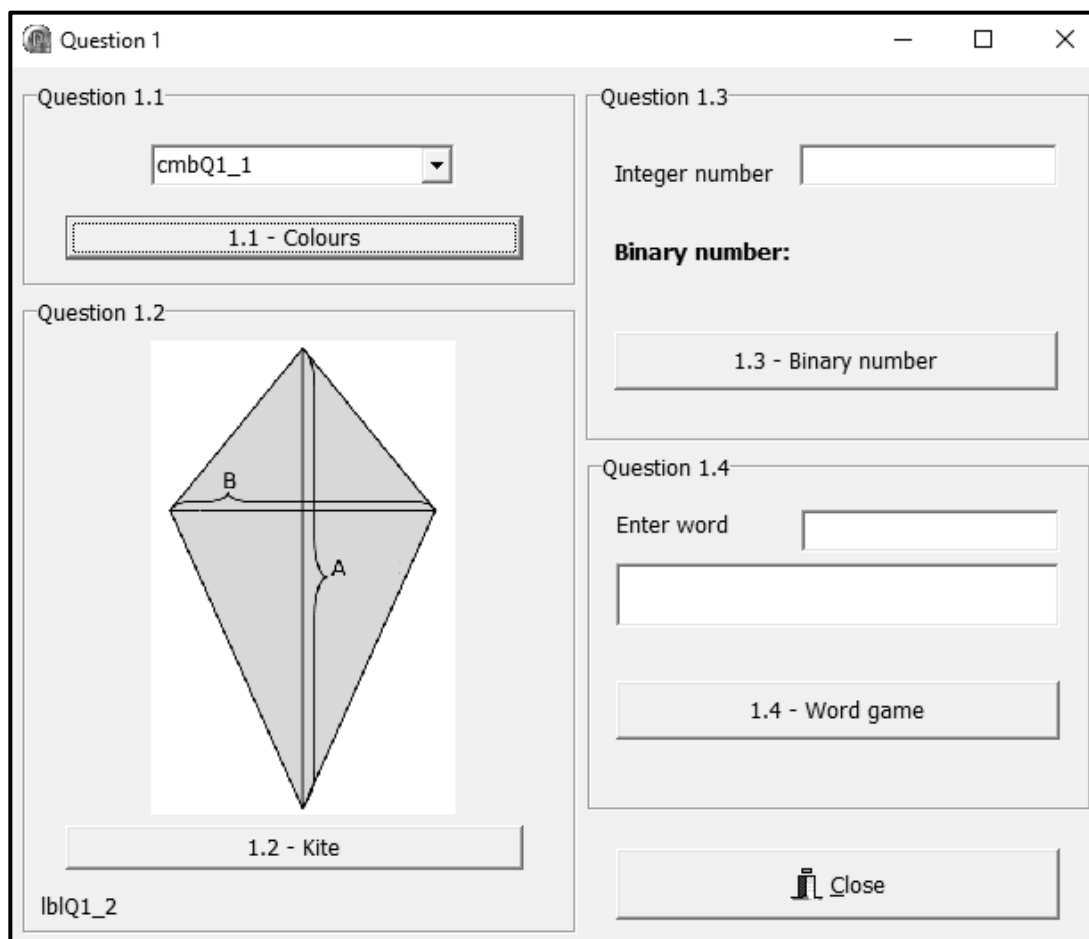 Question 1
Question 1.1
cmbQ1_1
1.1 - Colours
Question 1.2
B
A
1.2 - Kite
lblQ1_2
Question 1.3
Integer number
Binary number:
1.3 - Binary number
Question 1.4
Enter word
1.4 - Word game
Close